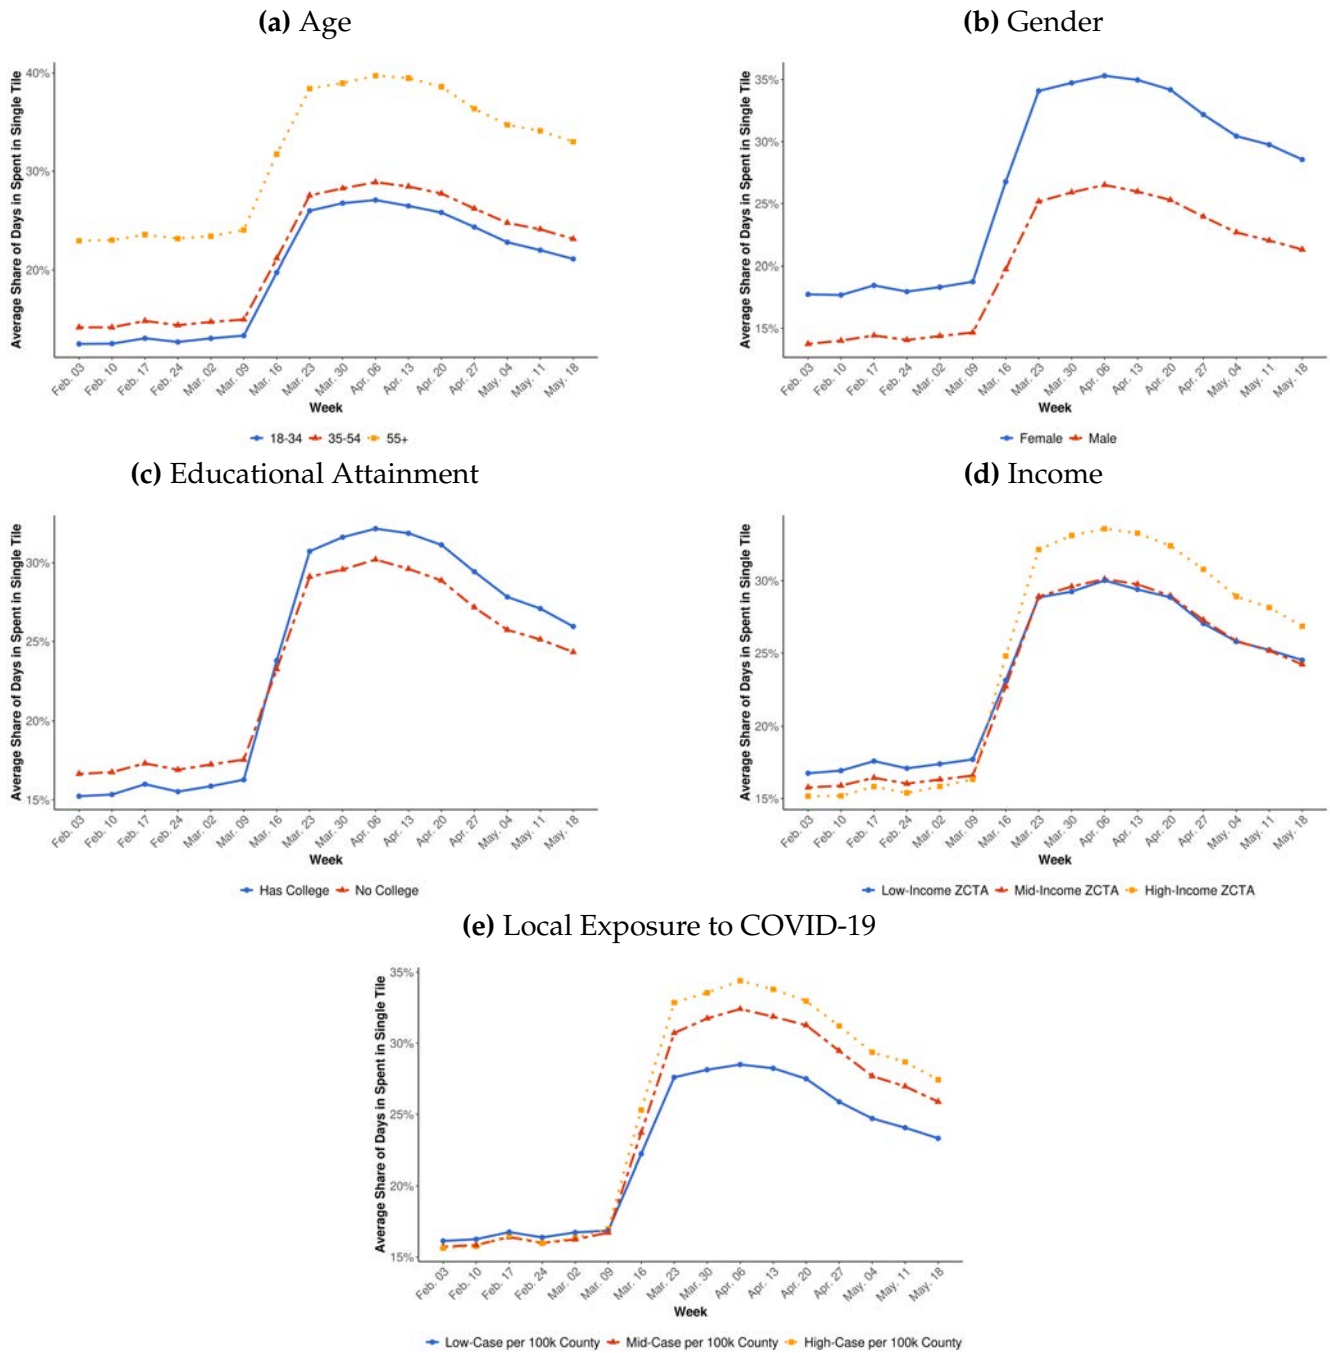 (a) Age
Average Share of Days in Spent in Single Tile
40%
30%
20%
Feb. 03
Feb. 10
Feb. 17
Feb. 24
Mar. 02
Mar. 09
Mar. 16
Mar. 23
Mar. 30
Apr. 06
Apr. 13
Apr. 20
Apr. 27
May. 04
May. 11
May. 18
Week
18-34 35-54 55+
(b) Gender
Average Share of Days in Spent in Single Tile
35%
30%
25%
20%
15%
Feb. 03
Feb. 10
Feb. 17
Feb. 24
Mar. 02
Mar. 09
Mar. 16
Mar. 23
Mar. 30
Apr. 06
Apr. 13
Apr. 20
Apr. 27
May. 04
May. 11
May. 18
Week
Female Male
(c) Educational Attainment
Average Share of Days in Spent in Single Tile
30%
25%
20%
15%
Feb. 03
Feb. 10
Feb. 17
Feb. 24
Mar. 02
Mar. 09
Mar. 16
Mar. 23
Mar. 30
Apr. 06
Apr. 13
Apr. 20
Apr. 27
May. 04
May. 11
May. 18
Week
Has College No College
(d) Income
Average Share of Days in Spent in Single Tile
30%
25%
20%
15%
Feb. 03
Feb. 10
Feb. 17
Feb. 24
Mar. 02
Mar. 09
Mar. 16
Mar. 23
Mar. 30
Apr. 06
Apr. 13
Apr. 20
Apr. 27
May. 04
May. 11
May. 18
Week
Low-Income ZCTA Mid-Income ZCTA High-Income ZCTA
(e) Local Exposure to COVID-19
Average Share of Days in Spent in Single Tile
35%
30%
25%
20%
15%
Feb. 03
Feb. 10
Feb. 17
Feb. 24
Mar. 02
Mar. 09
Mar. 16
Mar. 23
Mar. 30
Apr. 06
Apr. 13
Apr. 20
Apr. 27
May. 04
May. 11
May. 18
Week
Low-Case per 100k County Mid-Case per 100k County High-Case per 100k County